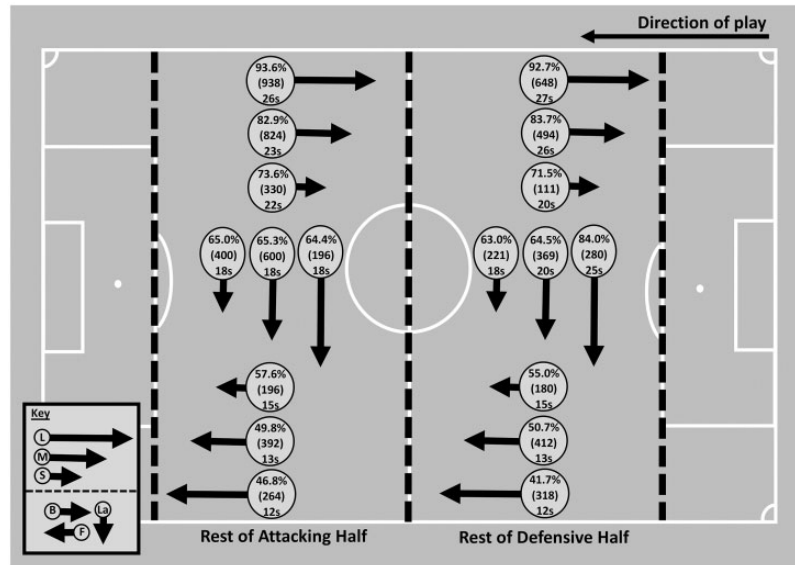 Direction of play
93.6%
(938)
26s
92.7%
(648)
27s
82.9%
(824)
23s
83.7%
(494)
26s
73.6%
(330)
22s
71.5%
(111)
20s
65.0%
(400)
18s
65.3%
(600)
18s
64.4%
(196)
18s
63.0%
(221)
18s
64.5%
(369)
20s
84.0%
(280)
25s
57.6%
(196)
15s
55.0%
(180)
15s
49.8%
(392)
13s
50.7%
(412)
13s
46.8%
(264)
12s
41.7%
(318)
12s
Key
L
M
S
B
La
F
Rest of Attacking Half
Rest of Defensive Half